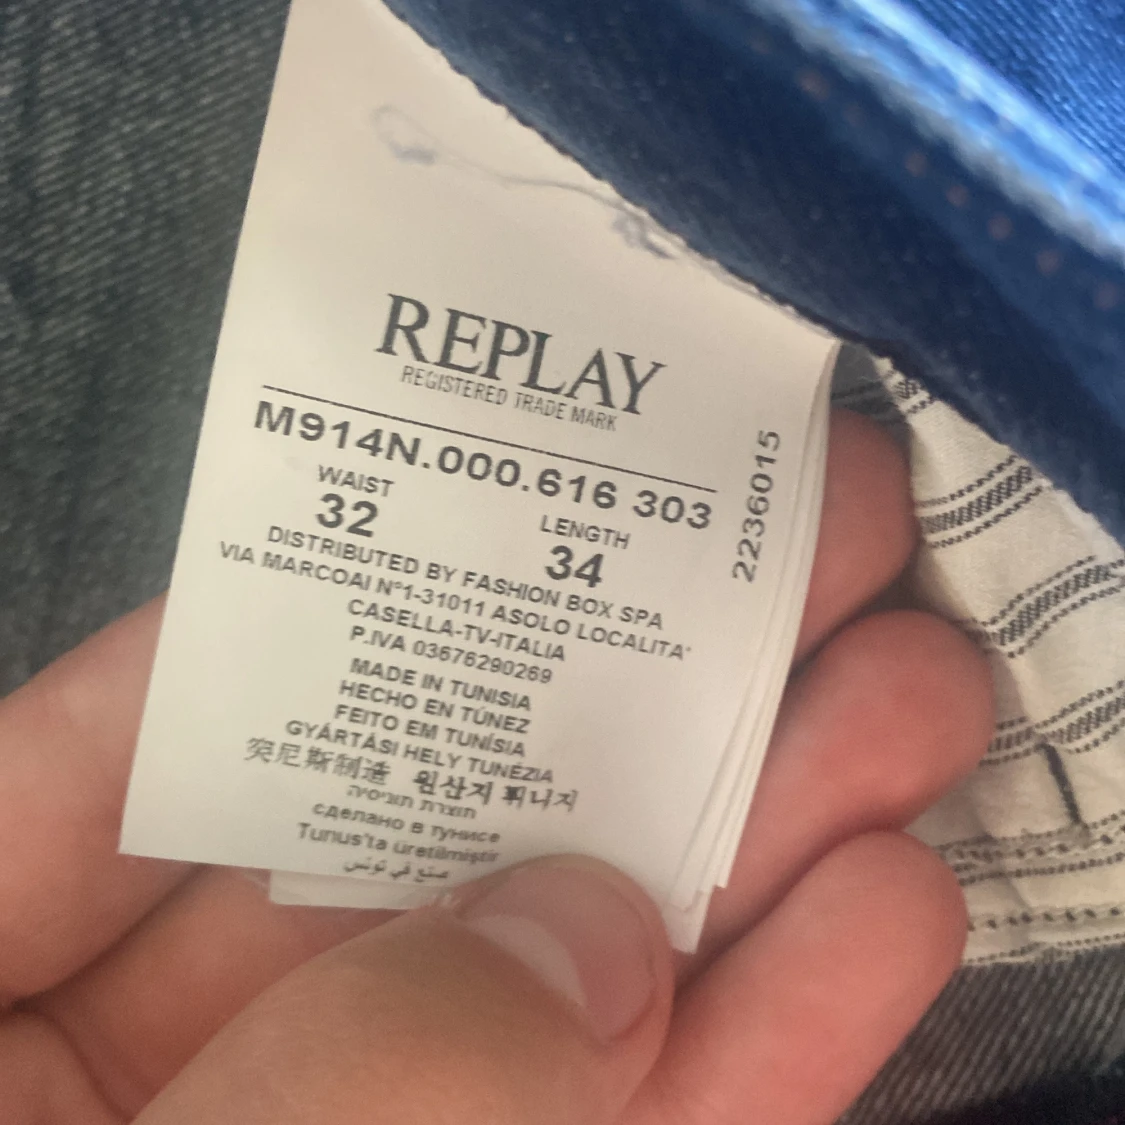 REPLAY
REGISTERED TRADE MARK
M914N.000.616 303
WAIST
32
LENGTH
34
2236015
DISTRIBUTED BY FASHION BOX SPA
VIA MARCOAI N°1-31011 ASOLO LOCALITA'
CASELLA-TV-ITALIA
P.IVA 03676290269
MADE IN TUNISIA
HECHO EN TÚNEZ
FEITO EM TUNÍSIA
GYÁRTÁSI HELY TUNÉZIA
突尼斯制造 원산지 튀니지
תוצרת תוניסיה
сделано в тунисе
Tunus'ta üretilmiştir
صنع في تونس